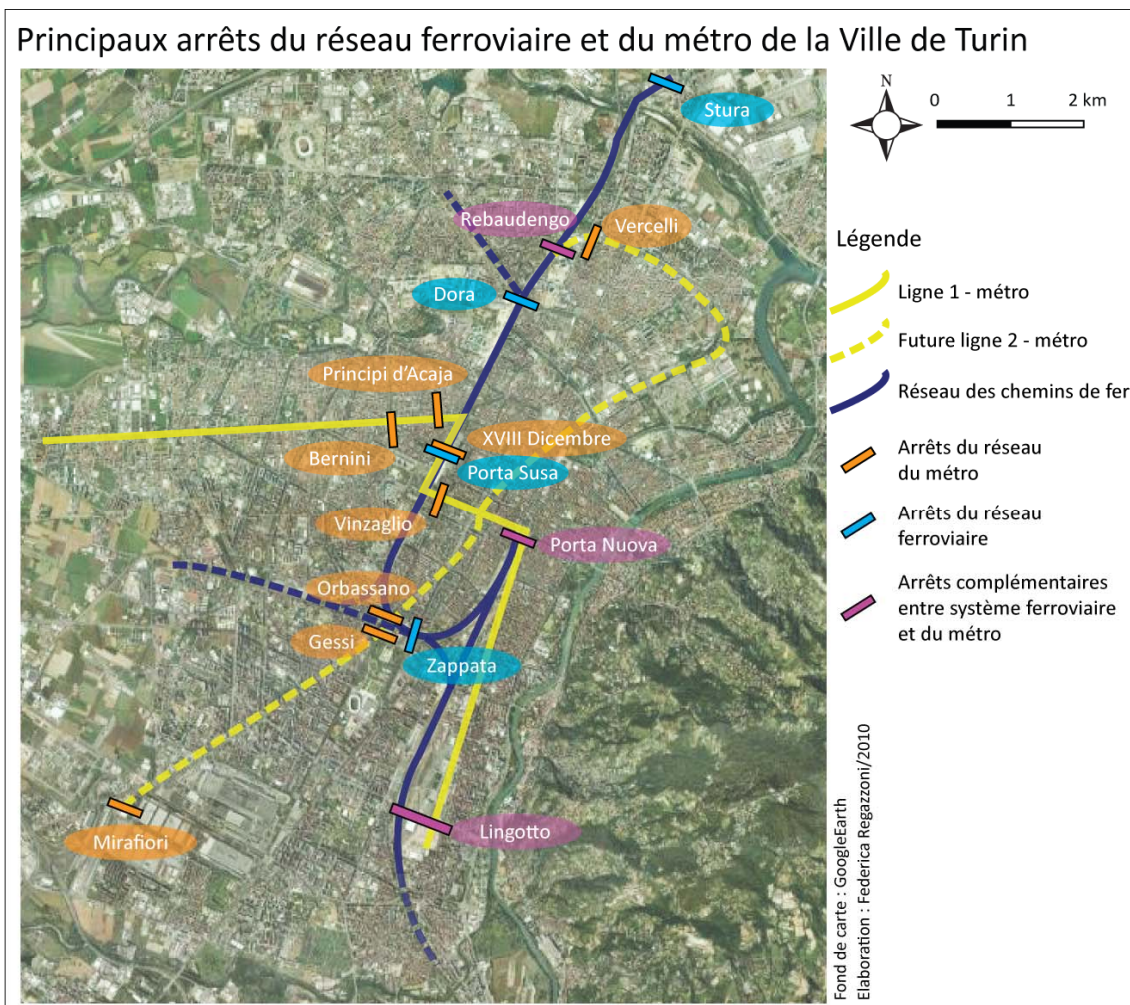 Principaux arrêts du réseau ferroviaire et du métro de la Ville de Turin
N
0 1 2 km
Stura
Rebaudengo
Vercelli
Dora
Principi d'Acaja
XVIII Dicembre
Bernini
Porta Susa
Vinzaglio
Porta Nuova
Orbassano
Gessi
Zappata
Mirafiori
Lingotto
Légende
Ligne 1 - métro
Future ligne 2 - métro
Réseau des chemins de fer
Arrêts du réseau
du métro
Arrêts du réseau
ferroviaire
Arrêts complémentaires
entre système ferroviaire
et du métro
Fond de carte : GoogleEarth
Elaboration : Federica Regazzoni/2010